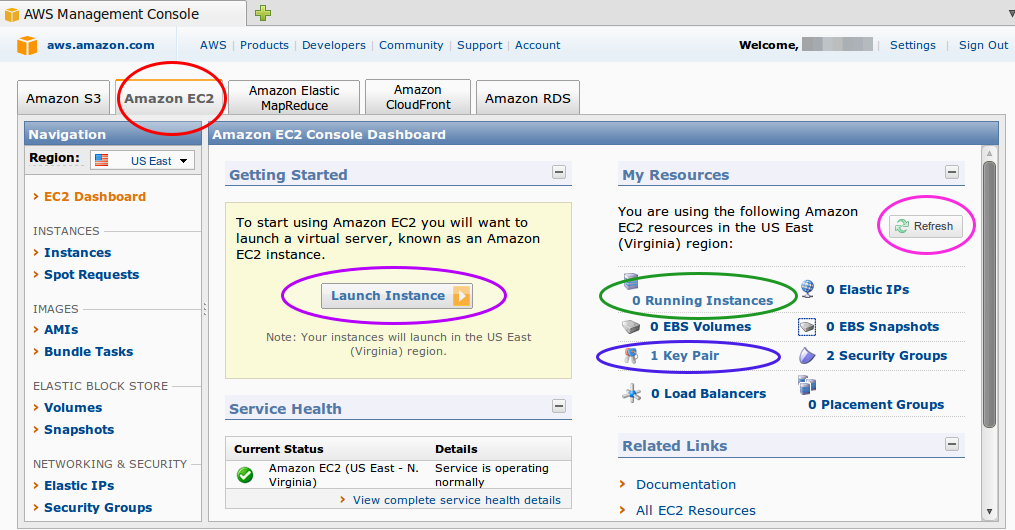 AWS Management Console
aws.amazon.com
AWS | Products | Developers | Community | Support | Account
Welcome, | Settings | Sign Out
Amazon S3
Amazon EC2
Amazon Elastic
MapReduce
Amazon
CloudFront
Amazon RDS
Navigation
Region: US East
EC2 Dashboard
INSTANCES
Instances
Spot Requests
IMAGES
AMIs
Bundle Tasks
ELASTIC BLOCK STORE
Volumes
Snapshots
NETWORKING & SECURITY
Elastic IPs
Security Groups
Amazon EC2 Console Dashboard
Getting Started
To start using Amazon EC2 you will want to
launch a virtual server, known as an Amazon
EC2 instance.
Launch Instance
Note: Your instances will launch in the US East
(Virginia) region.
Service Health
Current Status Details
Amazon EC2 (US East - N.
Virginia)
Service is operating
normally
View complete service health details
My Resources
You are using the following Amazon
EC2 resources in the US East
(Virginia) region:
Refresh
0 Running Instances
0 Elastic IPs
0 EBS Volumes
0 EBS Snapshots
1 Key Pair
2 Security Groups
0 Load Balancers
0 Placement Groups
Related Links
Documentation
All EC2 Resources